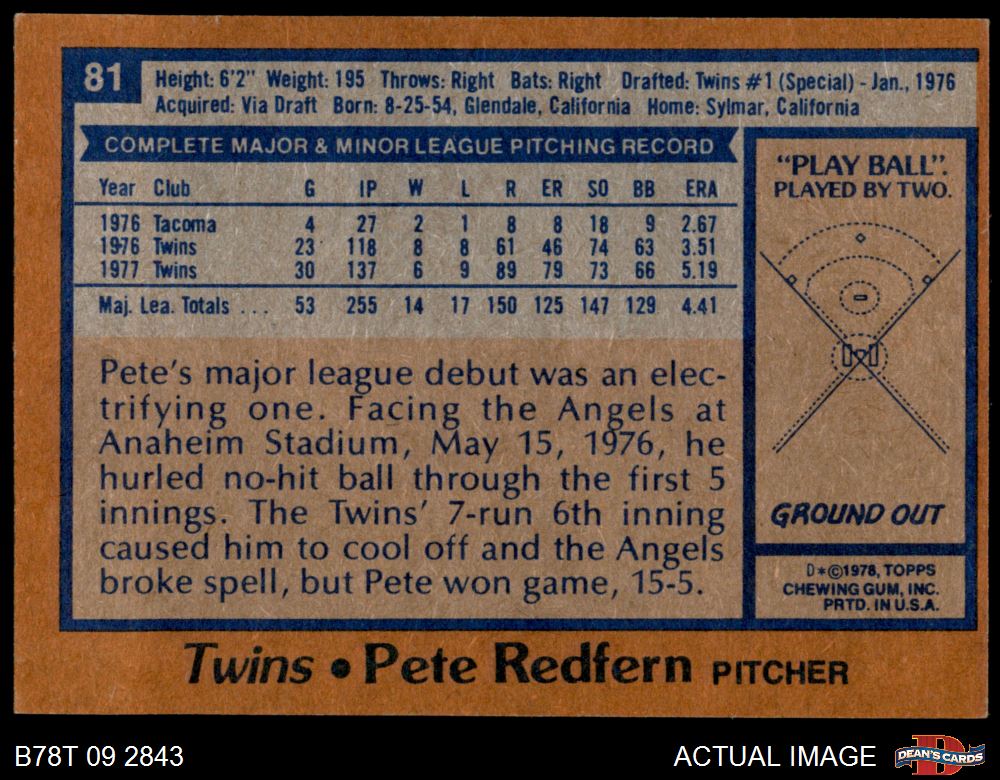 81
Height: 6'2" Weight: 195 Throws: Right Bats: Right Drafted: Twins #1 (Special) - Jan., 1976
Acquired: Via Draft Born: 8-25-54, Glendale, California Home: Sylmar, California
COMPLETE MAJOR & MINOR LEAGUE PITCHING RECORD
Year Club G IP W L R ER SO BB ERA
1976 Tacoma 4 27 2 1 8 8 18 9 2.67
1976 Twins 23 118 8 8 61 46 74 63 3.51
1977 Twins 30 137 6 9 89 79 73 66 5.19
Maj. Lea. Totals ... 53 255 14 17 150 125 147 129 4.41
Pete's major league debut was an elec-
trifying one. Facing the Angels at
Anaheim Stadium, May 15, 1976, he
hurled no-hit ball through the first 5
innings. The Twins' 7-run 6th inning
caused him to cool off and the Angels
broke spell, but Pete won game, 15-5.
"PLAY BALL".
PLAYED BY TWO.
GROUND OUT
D*©1978, TOPPS
CHEWING GUM, INC.
PRTD. IN U.S.A.
Twins • Pete Redfern PITCHER
B78T 09 2843
ACTUAL IMAGE
DEAN'S CARDS